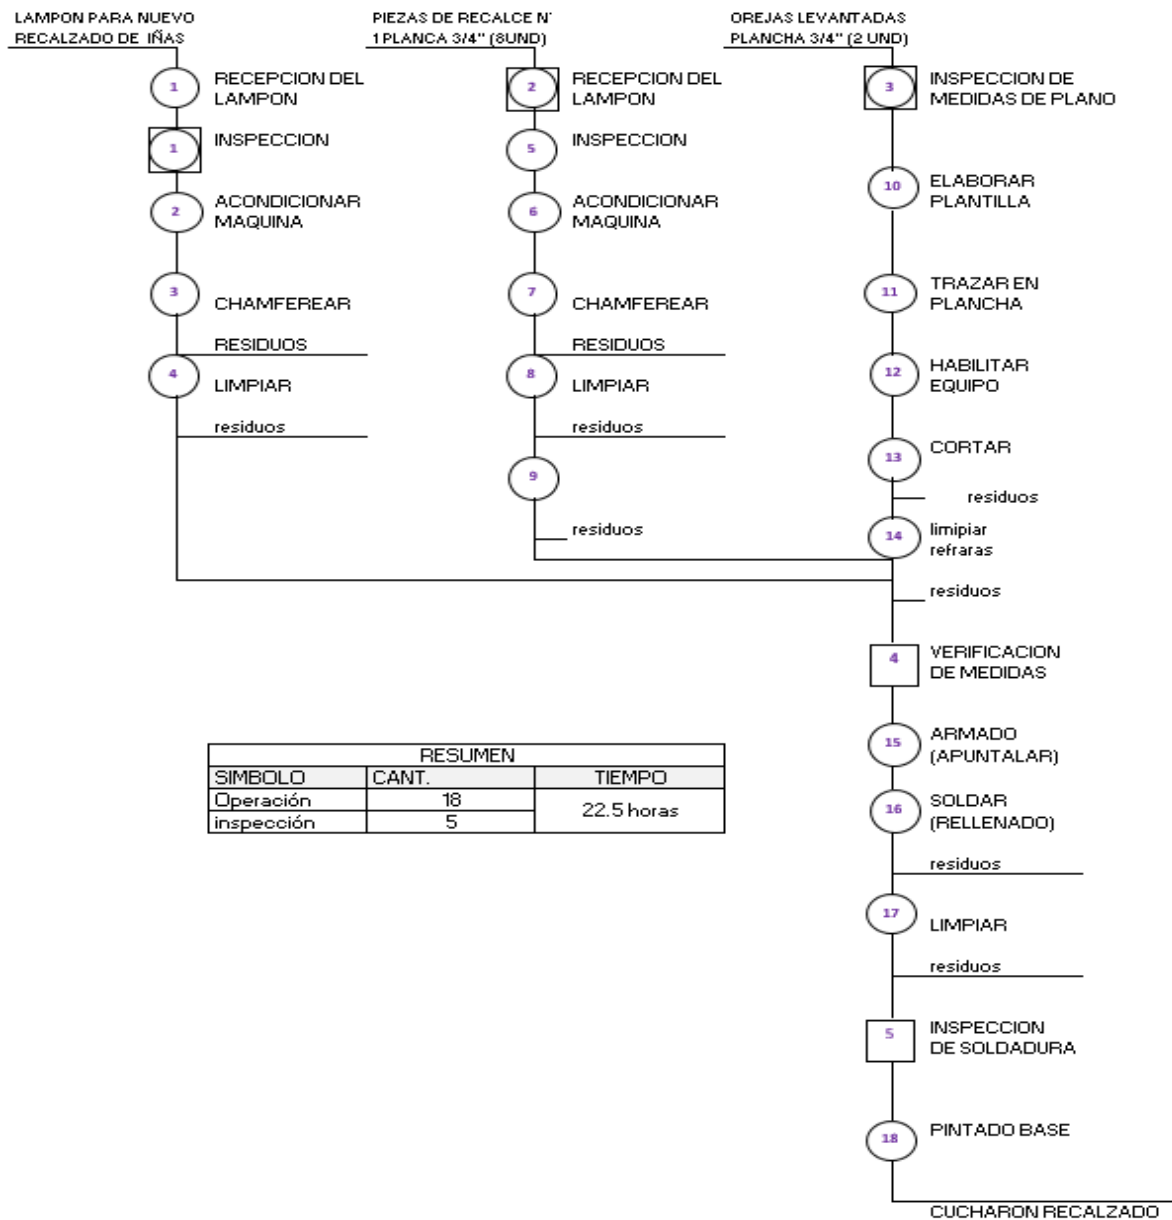 LAMPON PARA NUEVO
RECALZADO DE IÑAS
1
RECEPCION DEL
LAMPON
1
INSPECCION
2
ACONDICIONAR
MAQUINA
3
CHAMFEREAR
RESIDUOS
4
LIMPIAR
residuos
PIEZAS DE RECALCE N'
1 PLANCA 3/4" (8UND)
2
RECEPCION DEL
LAMPON
5
INSPECCION
6
ACONDICIONAR
MAQUINA
7
CHAMFEREAR
RESIDUOS
8
LIMPIAR
residuos
9
residuos
OREJAS LEVANTADAS
PLANCHA 3/4" (2 UND)
3
INSPECCION DE
MEDIDAS DE PLANO
10
ELABORAR
PLANTILLA
11
TRAZAR EN
PLANCHA
12
HABILITAR
EQUIPO
13
CORTAR
residuos
14
limipiar
refraras
residuos
4
VERIFICACION
DE MEDIDAS
15
ARMADO
(APUNTALAR)
16
SOLDAR
(RELLENADO)
residuos
17
LIMPIAR
residuos
5
INSPECCION
DE SOLDADURA
18
PINTADO BASE
CUCHARON RECALZADO
RESUMEN
SIMBOLO CANT. TIEMPO
Operación 18 22.5 horas
inspección 5